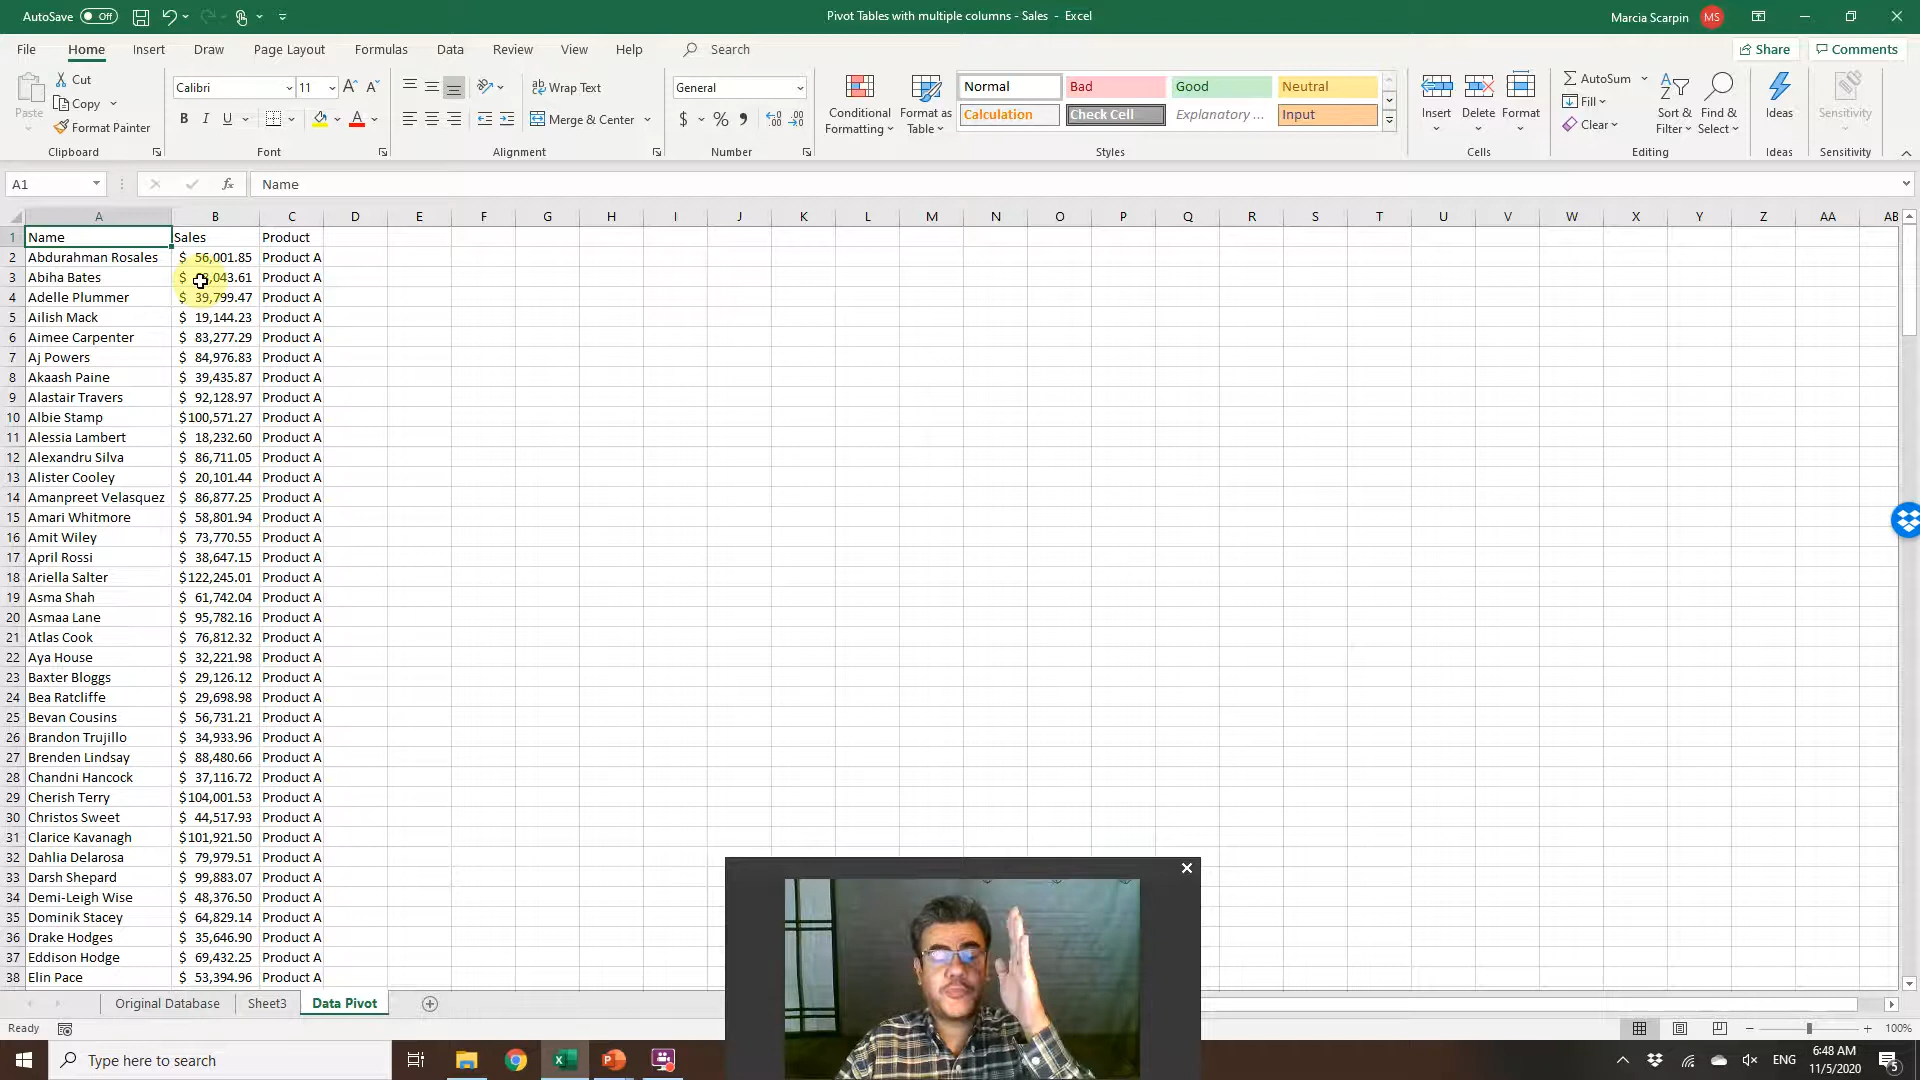 AutoSave Off Pivot Tables with multiple columns - Sales - Excel Marcia Scarpin MS
File Home Insert Draw Page Layout Formulas Data Review View Help Search Share Comments
Paste Cut Copy Format Painter
Calibri 11 A A
B I U A
Wrap Text
Merge & Center
General
$ % 9
Conditional Formatting Format as Table
Normal Bad Good Neutral
Calculation Check Cell Explanatory ... Input
Insert Delete Format
AutoSum Fill Clear
Sort & Filter Find & Select
Ideas Sensitivity
Clipboard Font Alignment Number Styles Cells Editing Ideas Sensitivity
A1 fx Name
A B C D E F G H I J K L M N O P Q R S T U V W X Y Z AA AB
1 Name Sales Product
2 Abdurahman Rosales $ 56,001.85 Product A
3 Abiha Bates $ ,043.61 Product A
4 Adelle Plummer $ 39,799.47 Product A
5 Ailish Mack $ 19,144.23 Product A
6 Aimee Carpenter $ 83,277.29 Product A
7 Aj Powers $ 84,976.83 Product A
8 Akaash Paine $ 39,435.87 Product A
9 Alastair Travers $ 92,128.97 Product A
10 Albie Stamp $100,571.27 Product A
11 Alessia Lambert $ 18,232.60 Product A
12 Alexandru Silva $ 86,711.05 Product A
13 Alister Cooley $ 20,101.44 Product A
14 Amanpreet Velasquez $ 86,877.25 Product A
15 Amari Whitmore $ 58,801.94 Product A
16 Amit Wiley $ 73,770.55 Product A
17 April Rossi $ 38,647.15 Product A
18 Ariella Salter $122,245.01 Product A
19 Asma Shah $ 61,742.04 Product A
20 Asmaa Lane $ 95,782.16 Product A
21 Atlas Cook $ 76,812.32 Product A
22 Aya House $ 32,221.98 Product A
23 Baxter Bloggs $ 29,126.12 Product A
24 Bea Ratcliffe $ 29,698.98 Product A
25 Bevan Cousins $ 56,731.21 Product A
26 Brandon Trujillo $ 34,933.96 Product A
27 Brenden Lindsay $ 88,480.66 Product A
28 Chandni Hancock $ 37,116.72 Product A
29 Cherish Terry $104,001.53 Product A
30 Christos Sweet $ 44,517.93 Product A
31 Clarice Kavanagh $101,921.50 Product A
32 Dahlia Delarosa $ 79,979.51 Product A
33 Darsh Shepard $ 99,883.07 Product A
34 Demi-Leigh Wise $ 48,376.50 Product A
35 Dominik Stacey $ 64,829.14 Product A
36 Drake Hodges $ 35,646.90 Product A
37 Eddison Hodge $ 69,432.25 Product A
38 Elin Pace $ 53,394.96 Product A
Original Database Sheet3 Data Pivot
Ready 100%
Type here to search ENG 6:48 AM
11/5/2020 5